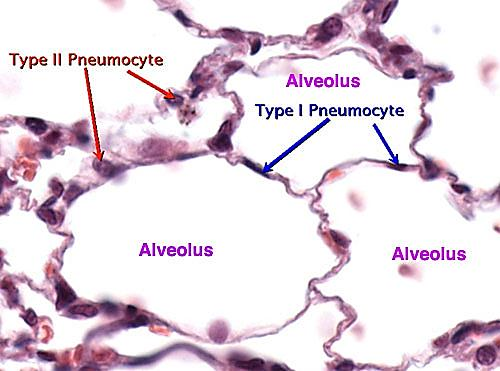 Type II Pneumocyte
Alveolus
Type I Pneumocyte
Alveolus
Alveolus